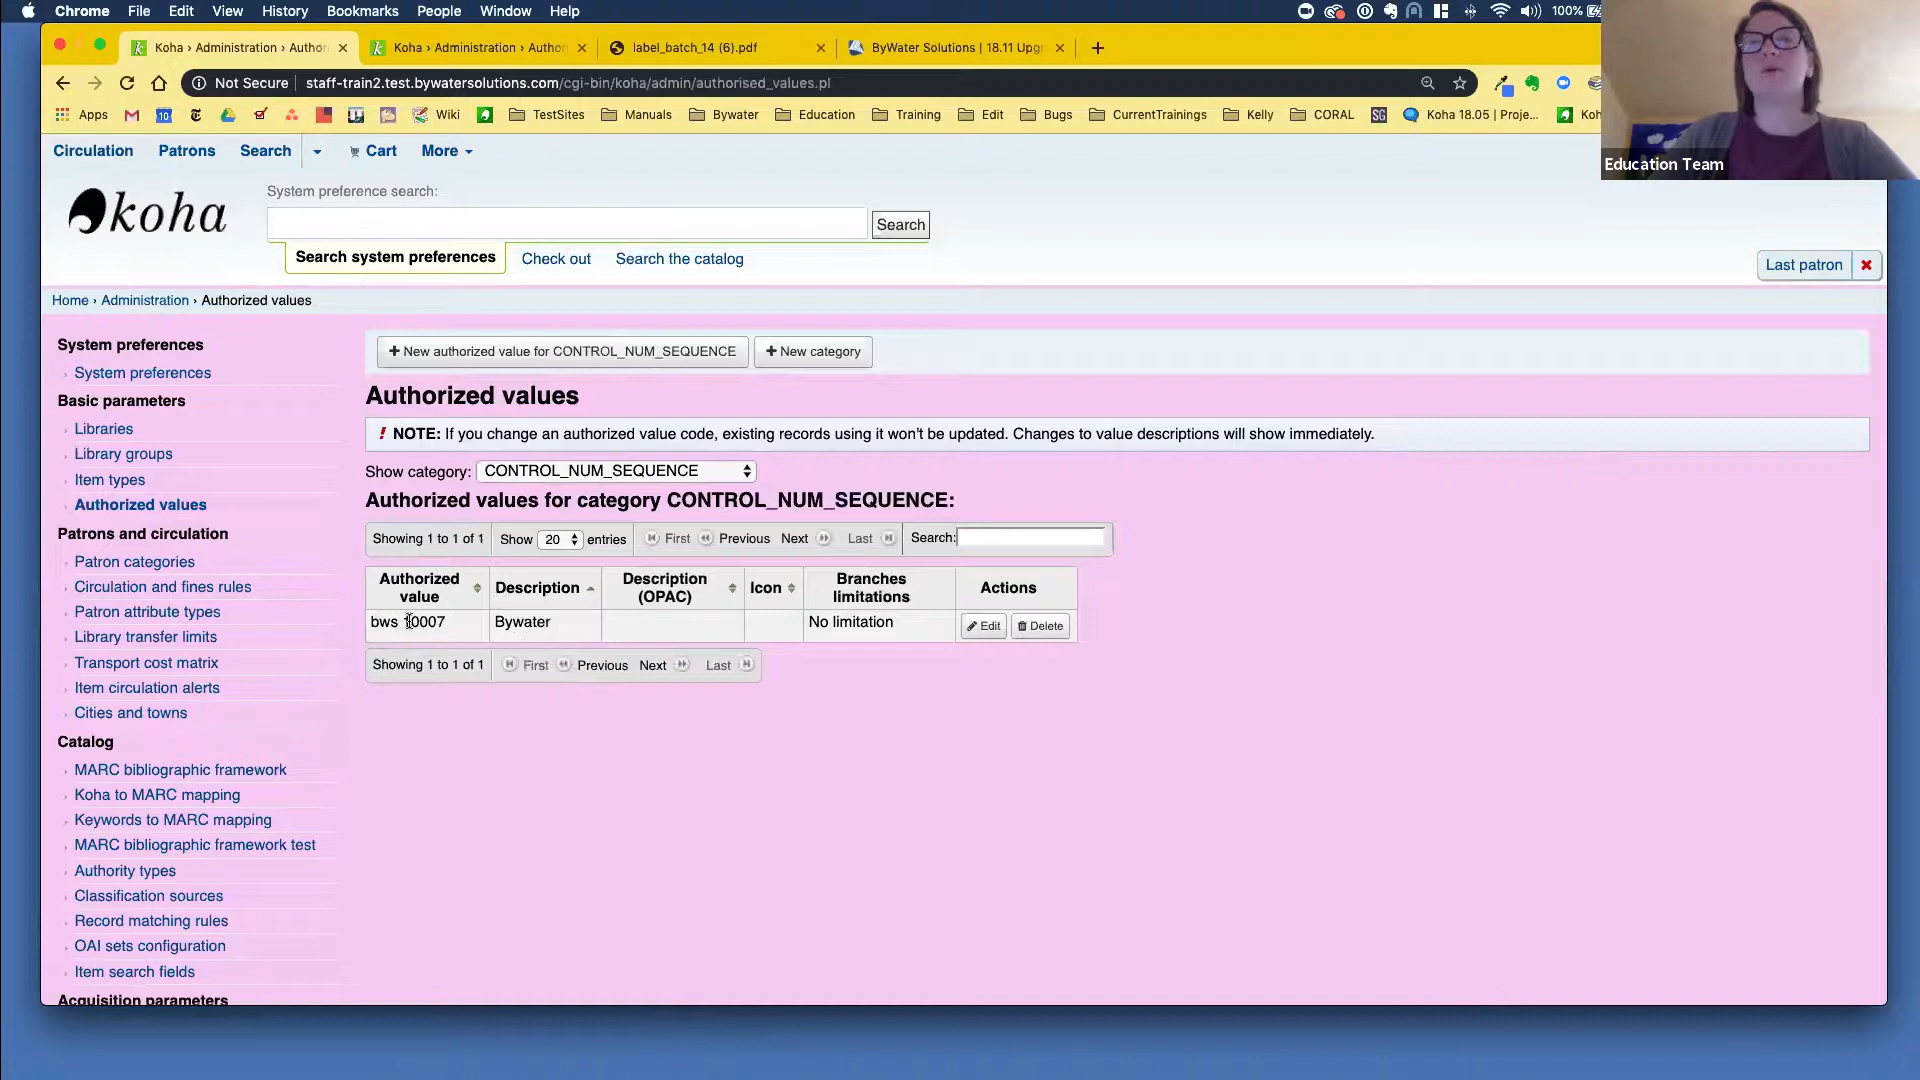 Chrome File Edit View History Bookmarks People Window Help 100%
Koha › Administration › Author
Koha › Administration › Author
label_batch_14 (6).pdf
ByWater Solutions | 18.11 Upg
Not Secure staff-train2.test.bywatersolutions.com/cgi-bin/koha/admin/authorised_values.pl
Apps 10 Wiki TestSites Manuals Bywater Education Training Edit Bugs CurrentTrainings Kelly CORAL SG Koha 18.05 | Proje... Koh
Education Team
Circulation Patrons Search Cart More
koha
System preference search:
Search
Search system preferences Check out Search the catalog
Last patron
Home › Administration › Authorized values
System preferences
System preferences
Basic parameters
Libraries
Library groups
Item types
Authorized values
Patrons and circulation
Patron categories
Circulation and fines rules
Patron attribute types
Library transfer limits
Transport cost matrix
Item circulation alerts
Cities and towns
Catalog
MARC bibliographic framework
Koha to MARC mapping
Keywords to MARC mapping
MARC bibliographic framework test
Authority types
Classification sources
Record matching rules
OAI sets configuration
Item search fields
Acquisition parameters
+ New authorized value for CONTROL_NUM_SEQUENCE + New category
Authorized values
! NOTE: If you change an authorized value code, existing records using it won't be updated. Changes to value descriptions will show immediately.
Show category: CONTROL_NUM_SEQUENCE
Authorized values for category CONTROL_NUM_SEQUENCE:
Showing 1 to 1 of 1 Show 20 entries First Previous Next Last Search:
Authorized value Description Description (OPAC) Icon Branches limitations Actions
bws 10007 Bywater No limitation Edit Delete
Showing 1 to 1 of 1 First Previous Next Last